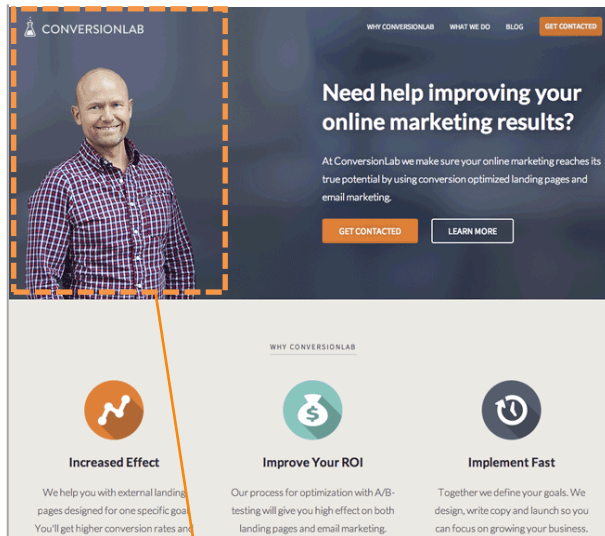 CONVERSIONLAB
WHY CONVERSIONLAB WHAT WE DO BLOG GET CONTACTED
Need help improving your
online marketing results?
At ConversionLab we make sure your online marketing reaches its
true potential by using conversion optimized landing pages and
email marketing.
GET CONTACTED LEARN MORE
WHY CONVERSIONLAB
Increased Effect
We help you with external landing
pages designed for one specific goal.
You'll get higher conversion rates and
$
Improve Your ROI
Our process for optimization with A/B-
testing will give you high effect on both
landing pages and email marketing.
Implement Fast
Together we define your goals. We
design, write copy and launch so you
can focus on growing your business.